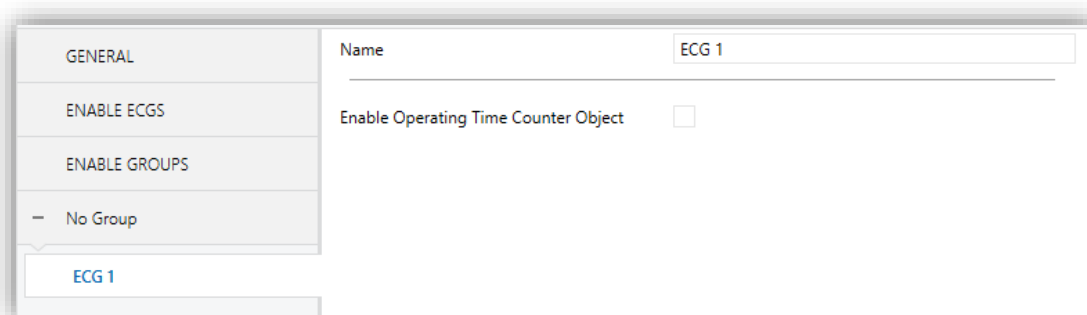 GENERAL
ENABLE ECGS
ENABLE GROUPS
No Group
ECG 1
Name
ECG 1
Enable Operating Time Counter Object